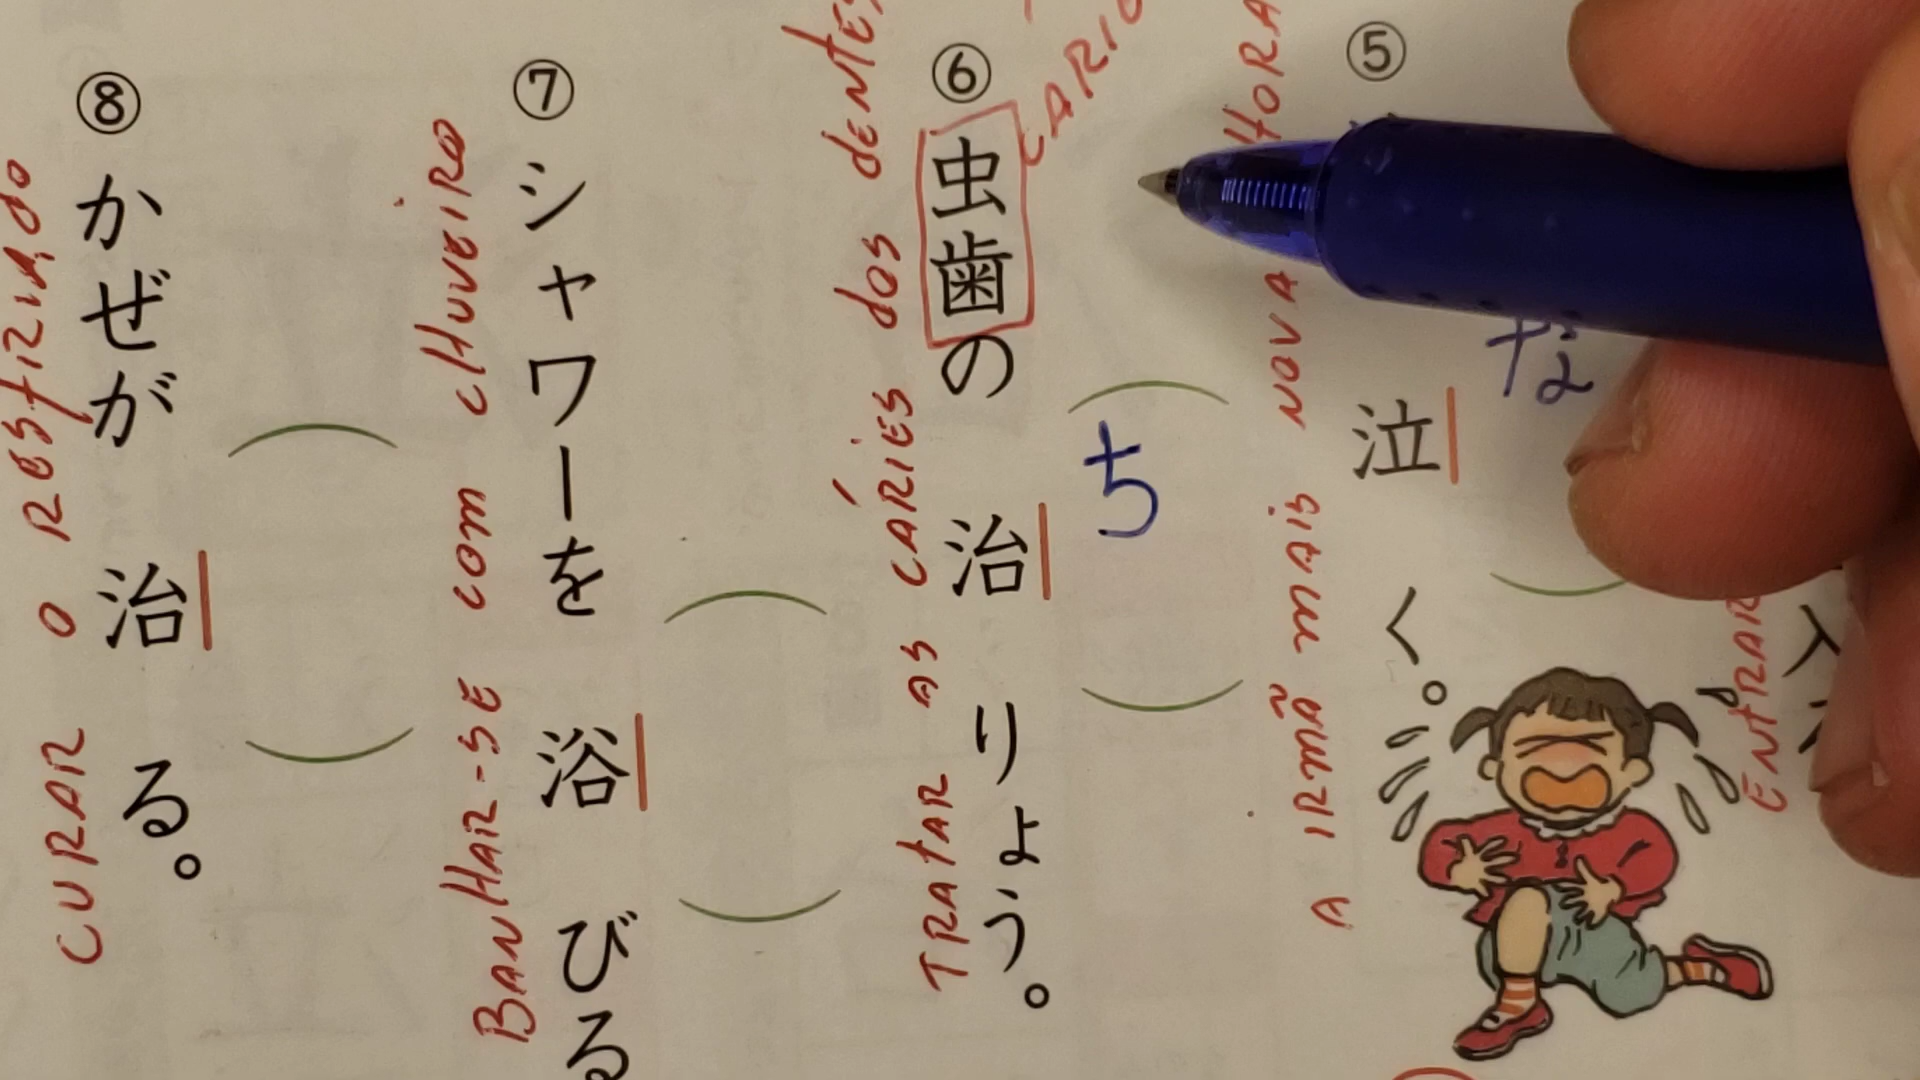 ⑤
泣く。
な
HORA
NOVA
A IRMÃ MAIS
ENTRAR
⑥虫歯の治りょう。
ち
CARIO
TRATAR AS CÁRIES dos dENTES
⑦シャワーを浴びる
BANHAR-SE COM CHUVEIRO
⑧かぜが治る。
CURAR O RESfRIAdo